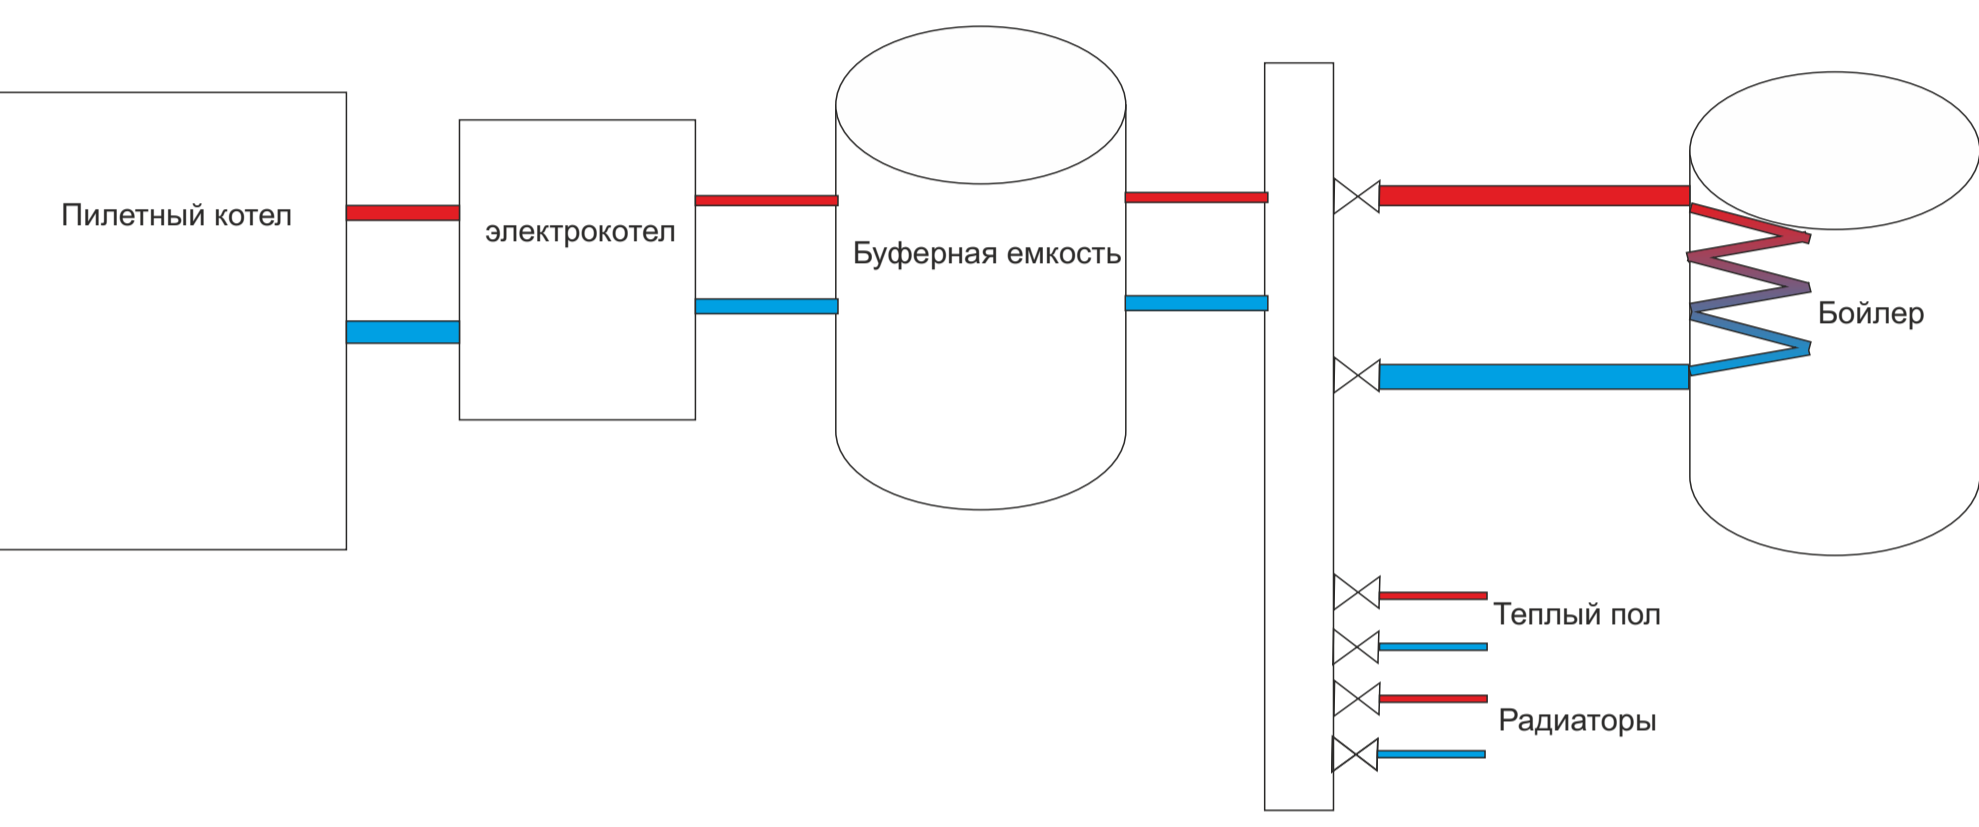 Пилетный котел
электрокотел
Буферная емкость
Бойлер
Теплый пол
Радиаторы